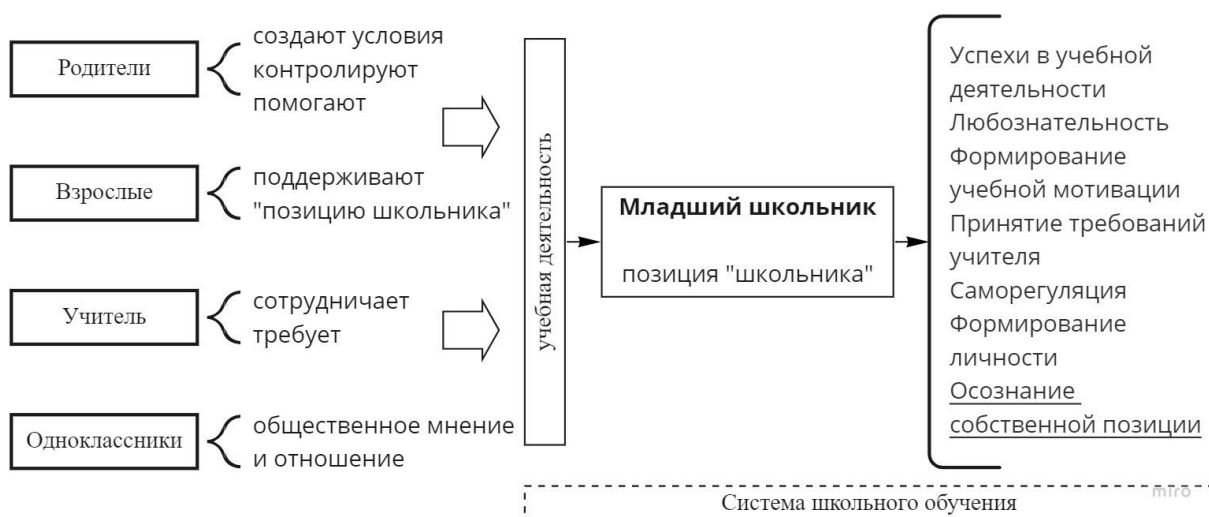 Родители
создают условия
контролируют
помогают
Взрослые
поддерживают
"позицию школьника"
Учитель
сотрудничает
требует
Одноклассники
общественное мнение
и отношение
учебная деятельность
Младший школьник
позиция "школьника"
Успехи в учебной
деятельности
Любознательность
Формирование
учебной мотивации
Принятие требований
учителя
Саморегуляция
Формирование
личности
Осознание
собственной позиции
Система школьного обучения
miro